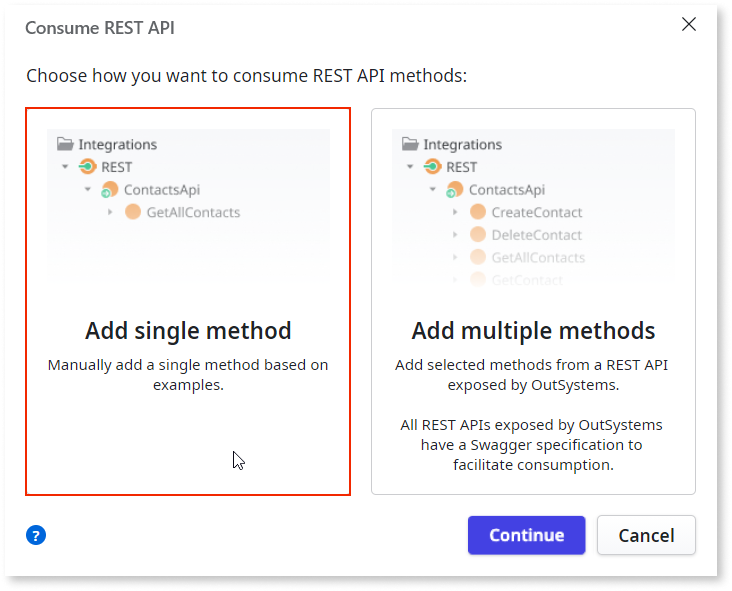 Consume REST API
Choose how you want to consume REST API methods:
Integrations
REST
ContactsApi
GetAllContacts
Add single method
Manually add a single method based on
examples.
Integrations
REST
ContactsApi
CreateContact
DeleteContact
GetAllContacts
GetContact
Add multiple methods
Add selected methods from a REST API
exposed by OutSystems.
All REST APIs exposed by OutSystems
have a Swagger specification to
facilitate consumption.
?
Continue
Cancel